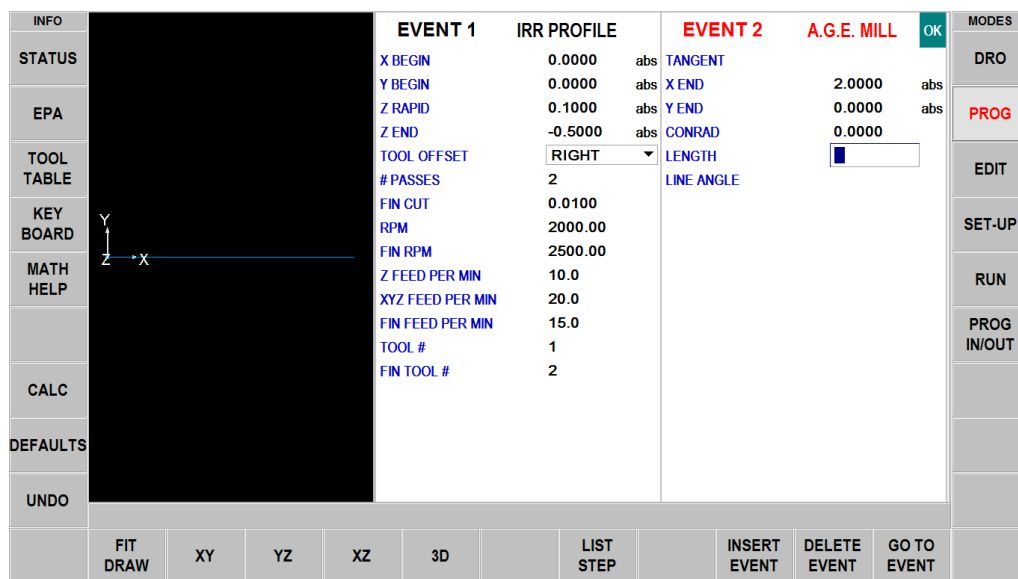 INFO
STATUS
EPA
TOOL
TABLE
KEY
BOARD
MATH
HELP
CALC
DEFAULTS
UNDO
Y
Z X
EVENT 1 IRR PROFILE
X BEGIN 0.0000 abs
Y BEGIN 0.0000 abs
Z RAPID 0.1000 abs
Z END -0.5000 abs
TOOL OFFSET RIGHT
# PASSES 2
FIN CUT 0.0100
RPM 2000.00
FIN RPM 2500.00
Z FEED PER MIN 10.0
XYZ FEED PER MIN 20.0
FIN FEED PER MIN 15.0
TOOL # 1
FIN TOOL # 2
EVENT 2 A.G.E. MILL OK
TANGENT
X END 2.0000 abs
Y END 0.0000 abs
CONRAD 0.0000
LENGTH
LINE ANGLE
MODES
DRO
PROG
EDIT
SET-UP
RUN
PROG
IN/OUT
FIT
DRAW
XY
YZ
XZ
3D
LIST
STEP
INSERT
EVENT
DELETE
EVENT
GO TO
EVENT